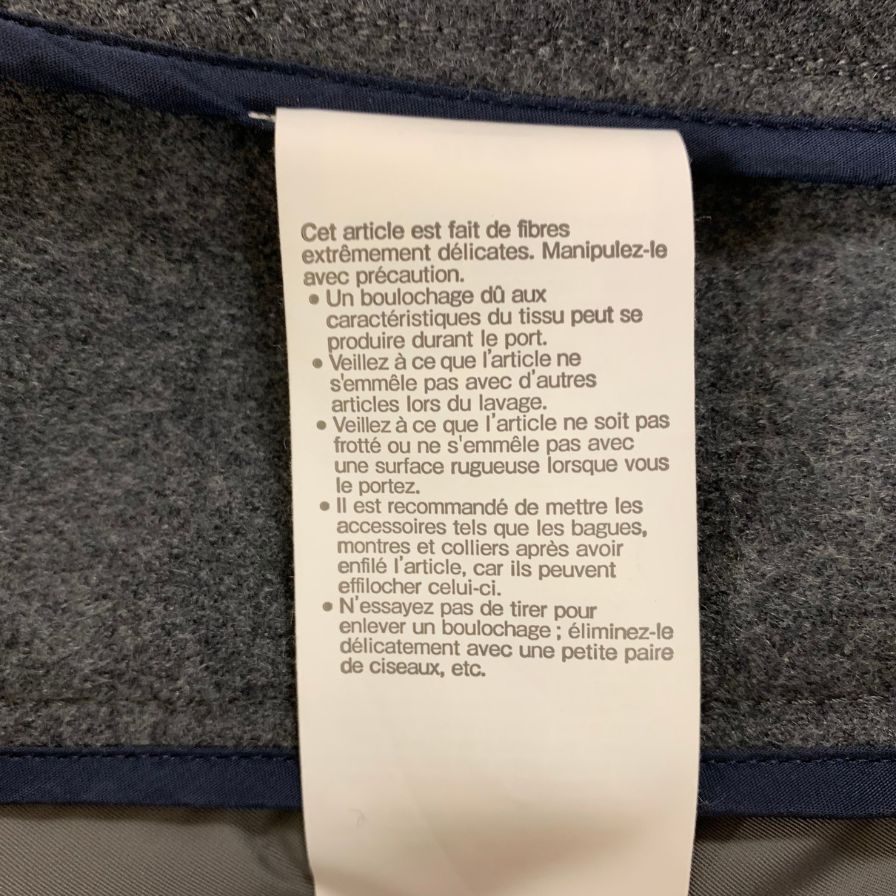 Cet article est fait de fibres
extrêmement délicates. Manipulez-le
avec précaution.
• Un boulochage dû aux
caractéristiques du tissu peut se
produire durant le port.
• Veillez à ce que l'article ne
s'emmêle pas avec d'autres
articles lors du lavage.
• Veillez à ce que l'article ne soit pas
frotté ou ne s'emmêle pas avec
une surface rugueuse lorsque vous
le portez.
• Il est recommandé de mettre les
accessoires tels que les bagues,
montres et colliers après avoir
enfilé l'article, car ils peuvent
effilocher celui-ci.
• N'essayez pas de tirer pour
enlever un boulochage ; éliminez-le
délicatement avec une petite paire
de ciseaux, etc.